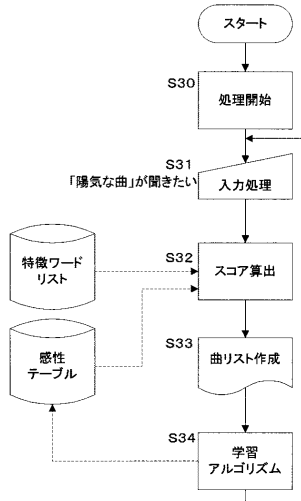 スタート
S30
処理開始
S31
「陽気な曲」が聞きたい
入力処理
特徴ワード
リスト
S32
スコア算出
感性
テーブル
S33
曲リスト作成
S34
学習
アルゴリズム